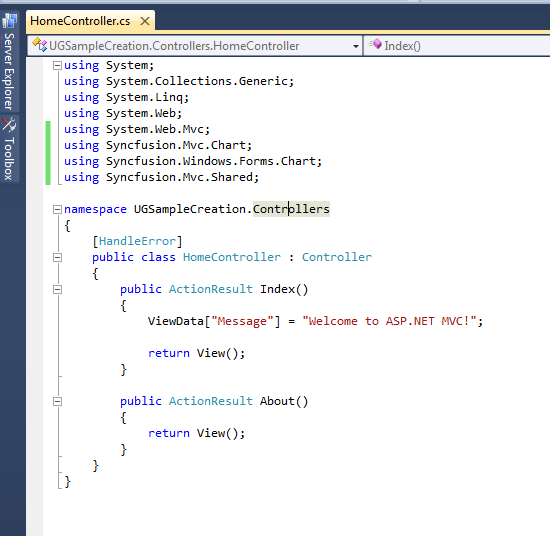 HomeController.cs
UGSampleCreation.Controllers.HomeController
Index()
Server Explorer
Toolbox
using System;
using System.Collections.Generic;
using System.Linq;
using System.Web;
using System.Web.Mvc;
using Syncfusion.Mvc.Chart;
using Syncfusion.Windows.Forms.Chart;
using Syncfusion.Mvc.Shared;
namespace UGSampleCreation.Controllers
{
[HandleError]
public class HomeController : Controller
{
public ActionResult Index()
{
ViewData["Message"] = "Welcome to ASP.NET MVC!";
return View();
}
public ActionResult About()
{
return View();
}
}
}